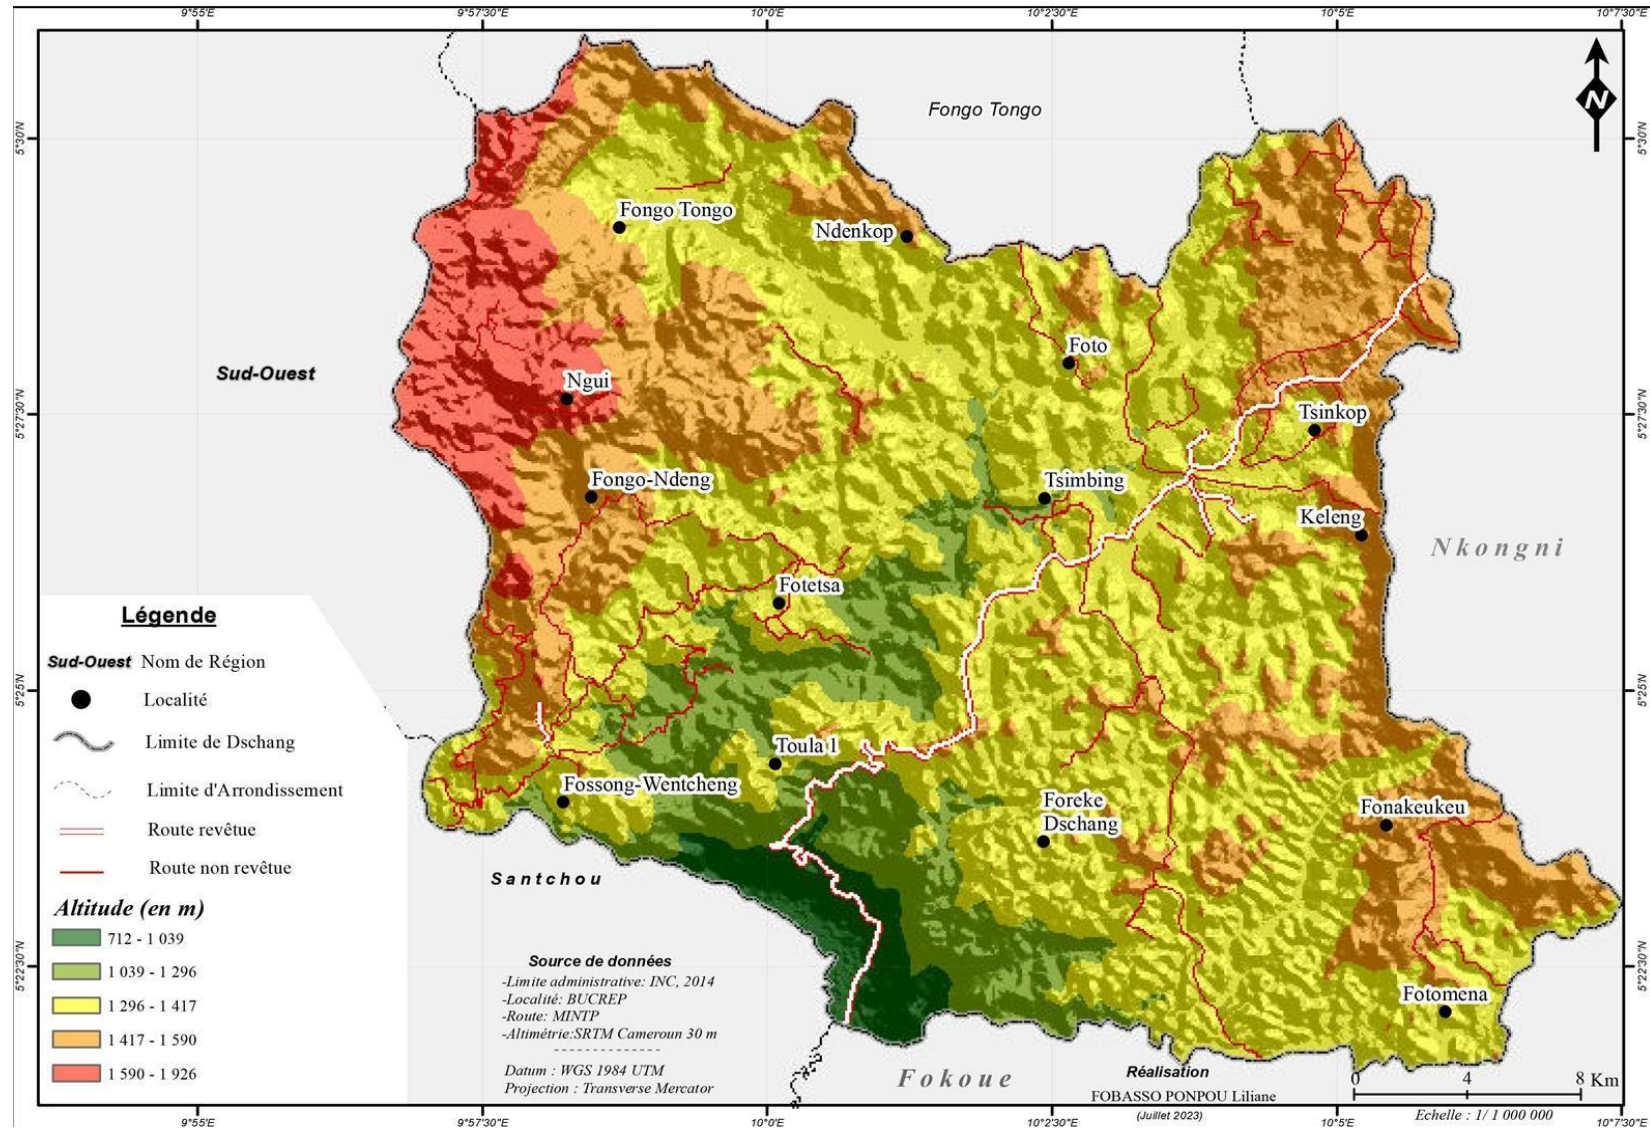 9°55'E
9°57'30"E
10°0'E
10°2'30"E
10°5'E
10°7'30"E
5°30'N
5°30'N
N
Fongo Tongo
Fongo Tongo
Ndenkop
Foto
Sud-Ouest
Ngui
Tsinkop
5°27'30"N
5°27'30"N
Fongo-Ndeng
Tsimbing
Keleng
Nkongni
Fotetsa
5°25'N
5°25'N
Toula 1
Fossong-Wentcheng
Foreke
Dschang
Fonakeukeu
Santchou
5°22'30"N
5°22'30"N
Fotomena
Fokoue
Légende
Sud-Ouest Nom de Région
Localité
Limite de Dschang
Limite d'Arrondissement
Route revêtue
Route non revêtue
Altitude (en m)
712 - 1 039
1 039 - 1 296
1 296 - 1 417
1 417 - 1 590
1 590 - 1 926
Source de données
-Limite administrative: INC, 2014
-Localité: BUCREP
-Route: MINTP
-Altimétrie:SRTM Cameroun 30 m
Datum : WGS 1984 UTM
Projection : Transverse Mercator
Réalisation
FOBASSO PONPOU Liliane
(Juillet 2023)
0 4 8 Km
Echelle : 1/ 1 000 000
9°55'E
9°57'30"E
10°0'E
10°2'30"E
10°5'E
10°7'30"E